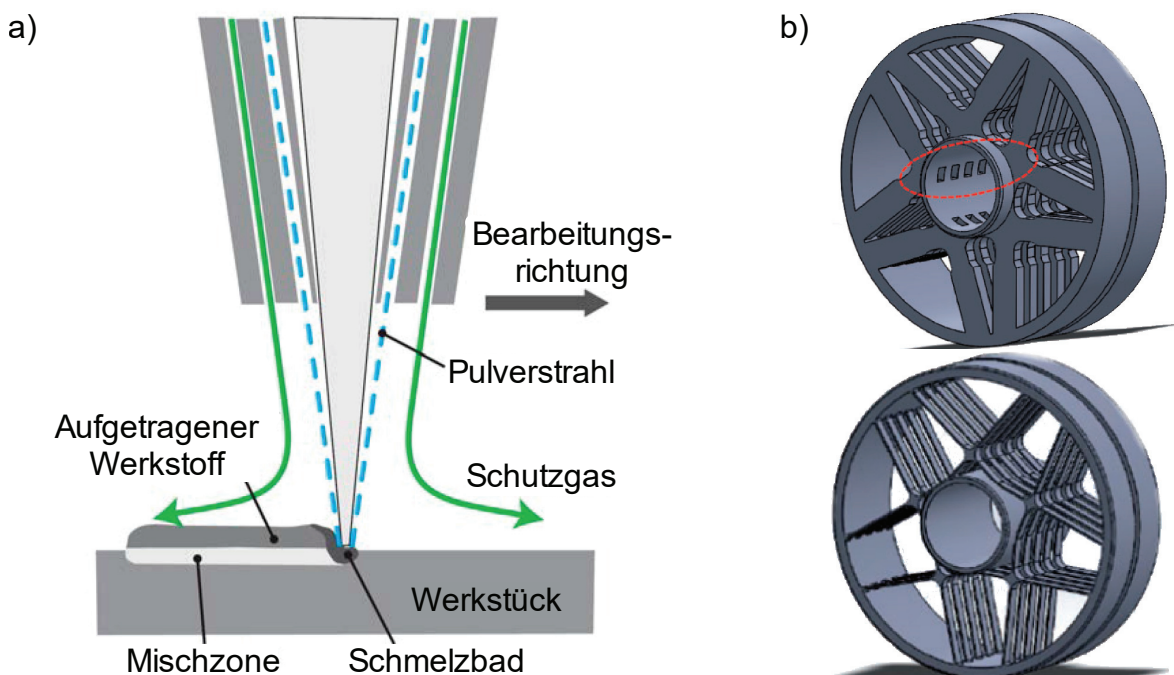 a)
b)
Bearbeitungs-
richtung
Pulverstrahl
Aufgetragener
Werkstoff
Schutzgas
Werkstück
Mischzone
Schmelzbad